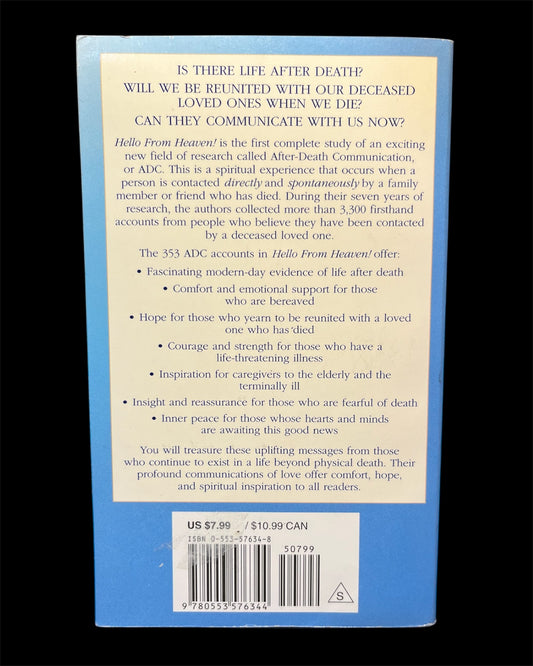 IS THERE LIFE AFTER DEATH?
WILL WE BE REUNITED WITH OUR DECEASED
LOVED ONES WHEN WE DIE?
CAN THEY COMMUNICATE WITH US NOW?
Hello From Heaven! is the first complete study of an exciting
new field of research called After-Death Communication,
or ADC. This is a spiritual experience that occurs when a
person is contacted directly and spontaneously by a family
member or friend who has died. During their seven years of
research, the authors collected more than 3,300 firsthand
accounts from people who believe they have been contacted
by a deceased loved one.
The 353 ADC accounts in Hello From Heaven! offer:
• Fascinating modern-day evidence of life after death
• Comfort and emotional support for those
who are bereaved
• Hope for those who yearn to be reunited with a loved
one who has died
• Courage and strength for those who have a
life-threatening illness
• Inspiration for caregivers to the elderly and the
terminally ill
• Insight and reassurance for those who are fearful of death
• Inner peace for those whose hearts and minds
are awaiting this good news
You will treasure these uplifting messages from those
who continue to exist in a life beyond physical death. Their
profound communications of love offer comfort, hope,
and spiritual inspiration to all readers.
US $7.99 / $10.99 CAN
ISBN 0-553-57634-8
50799
9 780553 576344
S